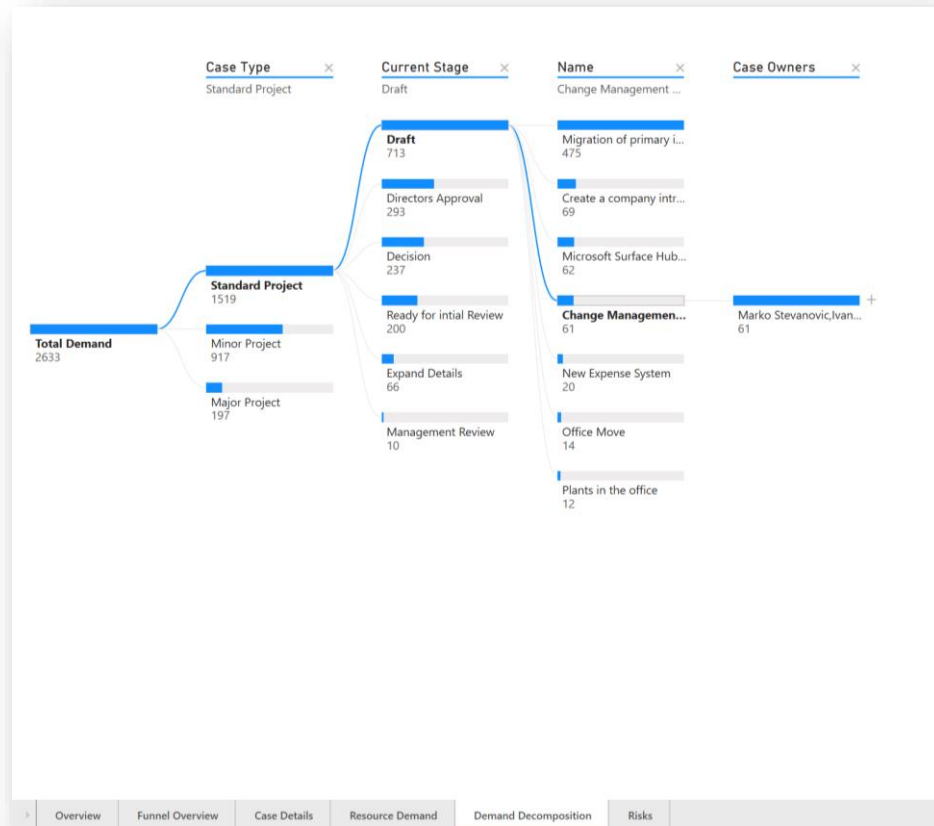 Case Type
Standard Project
Current Stage
Draft
Name
Change Management ...
Case Owners
Total Demand
2633
Standard Project
1519
Minor Project
917
Major Project
197
Draft
713
Directors Approval
293
Decision
237
Ready for intial Review
200
Expand Details
66
Management Review
10
Migration of primary i...
475
Create a company intr...
69
Microsoft Surface Hub...
62
Change Managemen...
61
New Expense System
20
Office Move
14
Plants in the office
12
Marko Stevanovic,Ivan...
61
Overview
Funnel Overview
Case Details
Resource Demand
Demand Decomposition
Risks